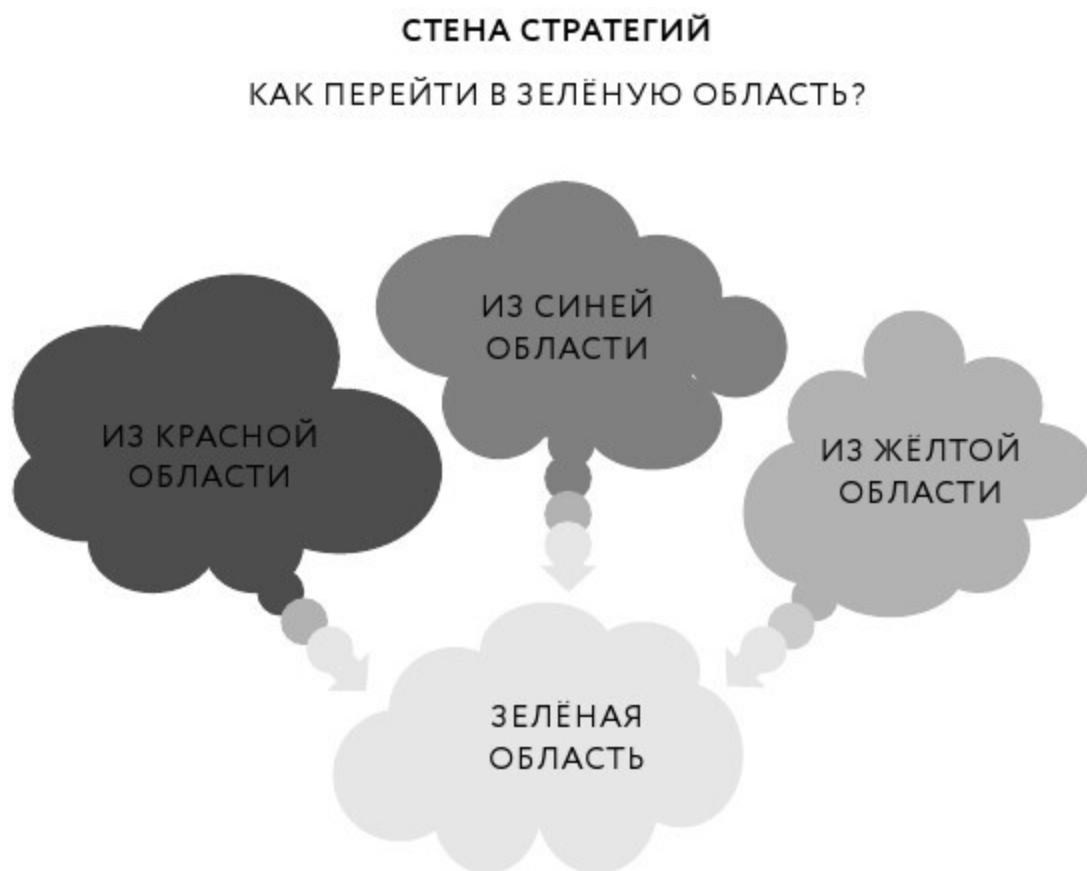 СТЕНА СТРАТЕГИЙ
КАК ПЕРЕЙТИ В ЗЕЛЁНУЮ ОБЛАСТЬ?
ИЗ КРАСНОЙ
ОБЛАСТИ
ИЗ СИНЕЙ
ОБЛАСТИ
ИЗ ЖЁЛТОЙ
ОБЛАСТИ
ЗЕЛЁНАЯ
ОБЛАСТЬ